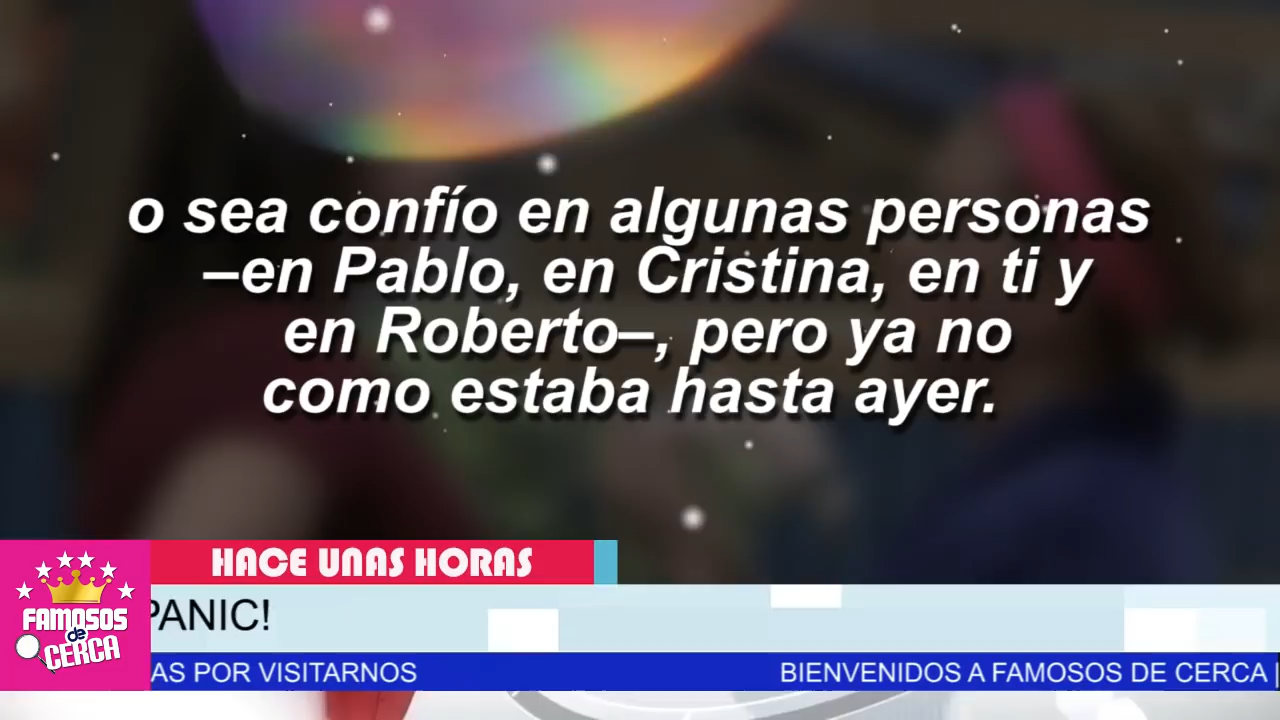 o sea confío en algunas personas
–en Pablo, en Cristina, en ti y
en Roberto–, pero ya no
como estaba hasta ayer.
HACE UNAS HORAS
PANIC!
FAMOSOS
de
CERCA
AS POR VISITARNOS
BIENVENIDOS A FAMOSOS DE CERCA |